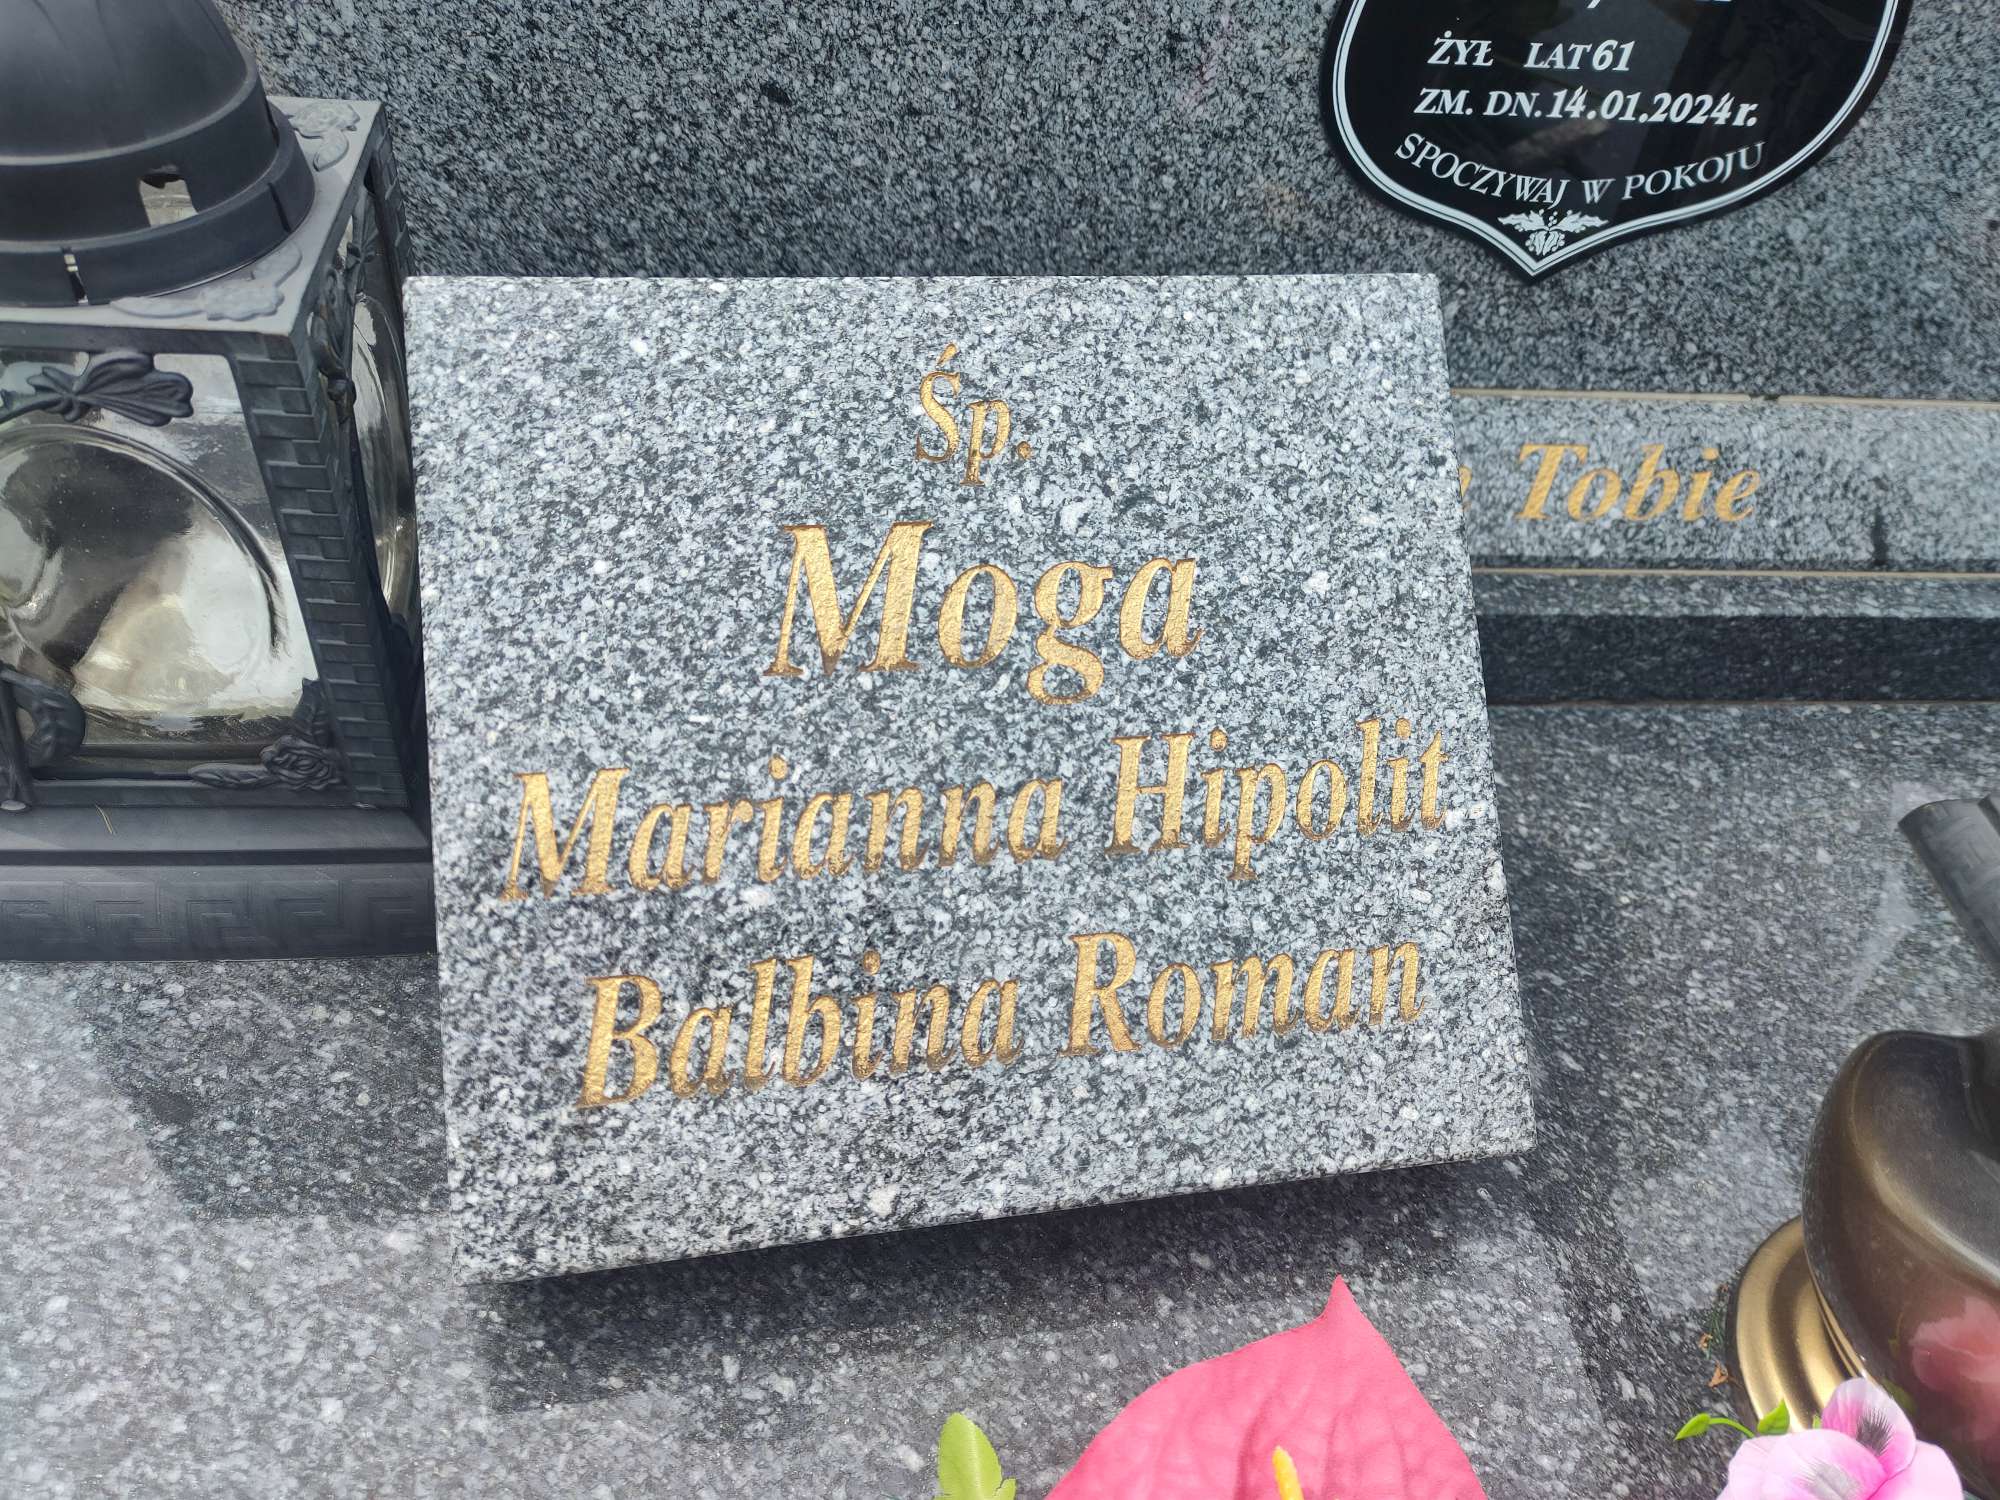 ŻYŁ LAT 61
ZM. DN. 14.01.2024 r.
SPOCZYWAJ W POKOJU
Tobie
Śp.
Moga
Marianna Hipolit
Balbina Roman